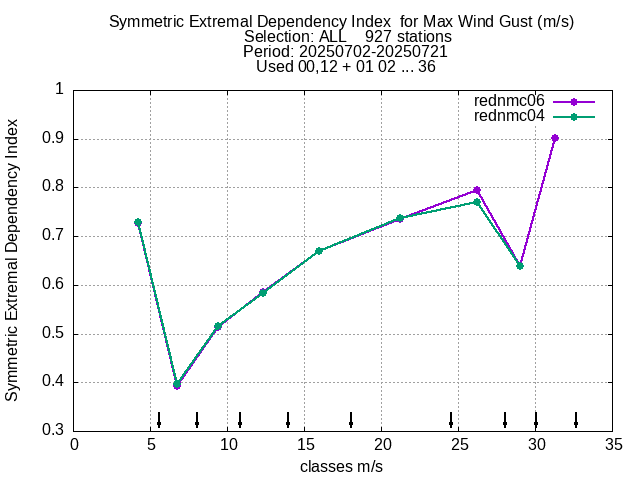 Symmetric Extremal Dependency Index  for Max Wind Gust (m/s)
Selection: ALL    927 stations
Period: 20250702-20250721
Used 00,12 + 01 02 ... 36
rednmc06
rednmc04
Symmetric Extremal Dependency Index
1
0.9
0.8
0.7
0.6
0.5
0.4
0.3
0 5 10 15 20 25 30 35
classes m/s